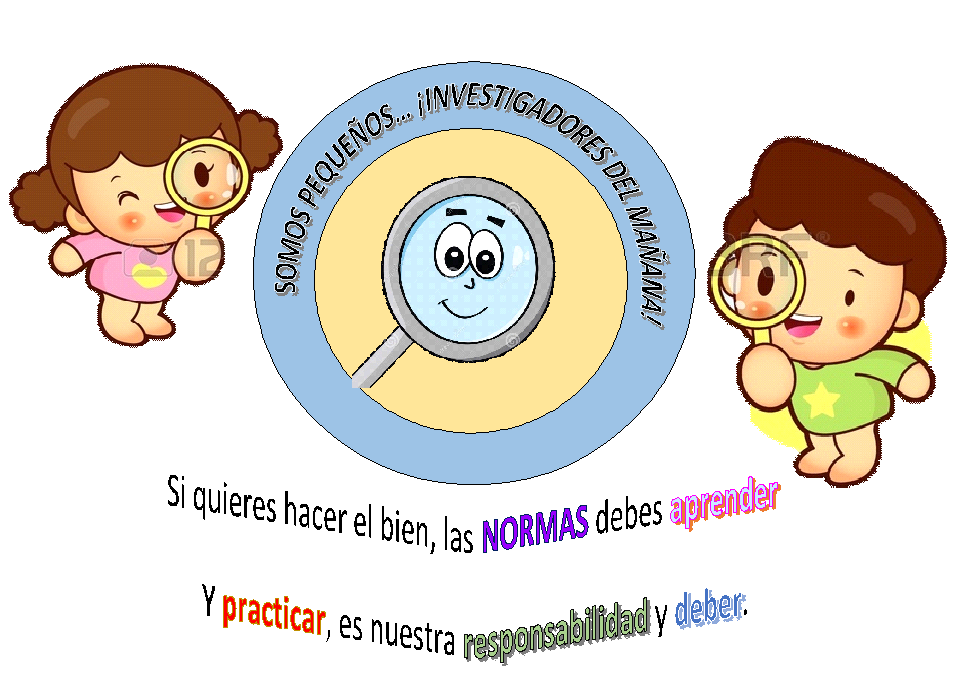 SOMOS PEQUEÑOS... ¡INVESTIGADORES DEL MAÑANA!
Si quieres hacer el bien, las NORMAS debes aprender
Y practicar, es nuestra responsabilidad y deber.